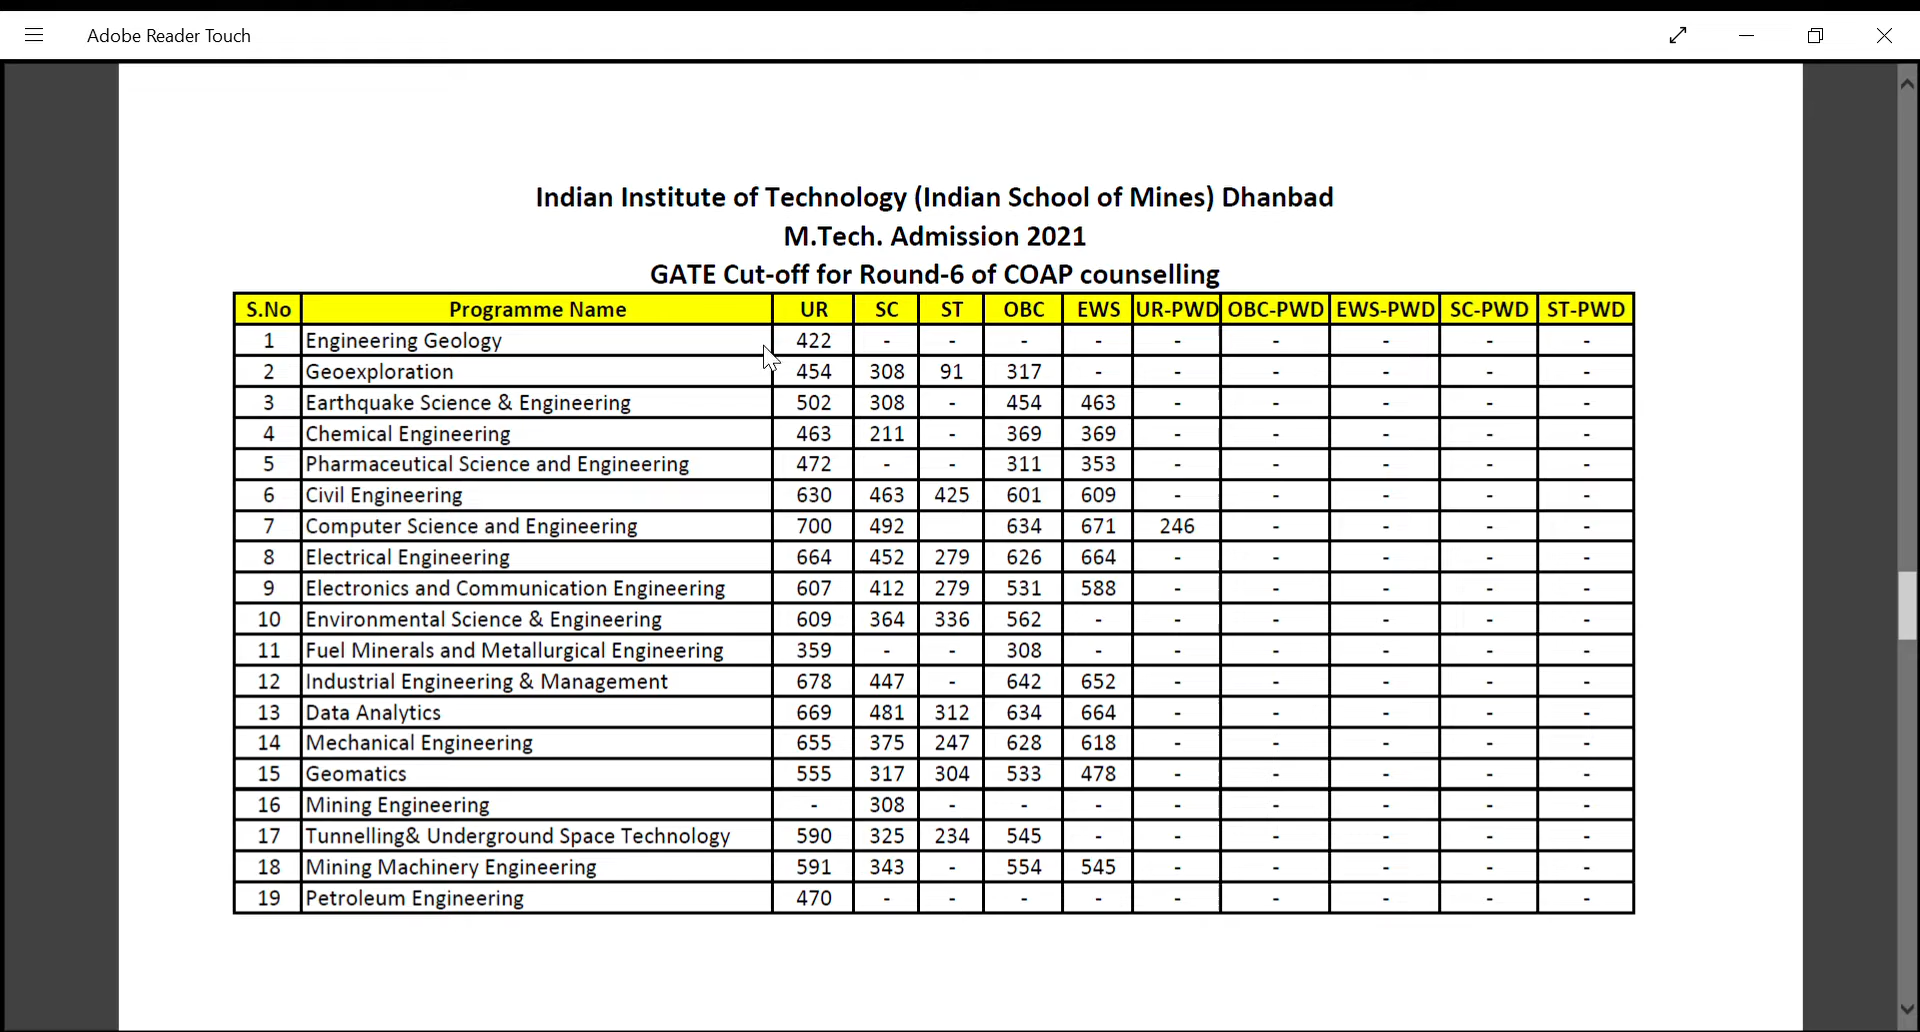 Adobe Reader Touch
Indian Institute of Technology (Indian School of Mines) Dhanbad
M.Tech. Admission 2021
GATE Cut-off for Round-6 of COAP counselling
S.No Programme Name UR SC ST OBC EWS UR-PWD OBC-PWD EWS-PWD SC-PWD ST-PWD
1 Engineering Geology 422 - - - - - - - - -
2 Geoexploration 454 308 91 317 - - - - - -
3 Earthquake Science & Engineering 502 308 - 454 463 - - - - -
4 Chemical Engineering 463 211 - 369 369 - - - - -
5 Pharmaceutical Science and Engineering 472 - - 311 353 - - - - -
6 Civil Engineering 630 463 425 601 609 - - - - -
7 Computer Science and Engineering 700 492 634 671 246 - - - -
8 Electrical Engineering 664 452 279 626 664 - - - - -
9 Electronics and Communication Engineering 607 412 279 531 588 - - - - -
10 Environmental Science & Engineering 609 364 336 562 - - - - - -
11 Fuel Minerals and Metallurgical Engineering 359 - - 308 - - - - - -
12 Industrial Engineering & Management 678 447 - 642 652 - - - - -
13 Data Analytics 669 481 312 634 664 - - - - -
14 Mechanical Engineering 655 375 247 628 618 - - - - -
15 Geomatics 555 317 304 533 478 - - - - -
16 Mining Engineering - 308 - - - - - - - -
17 Tunnelling& Underground Space Technology 590 325 234 545 - - - - - -
18 Mining Machinery Engineering 591 343 - 554 545 - - - - -
19 Petroleum Engineering 470 - - - - - - - - -